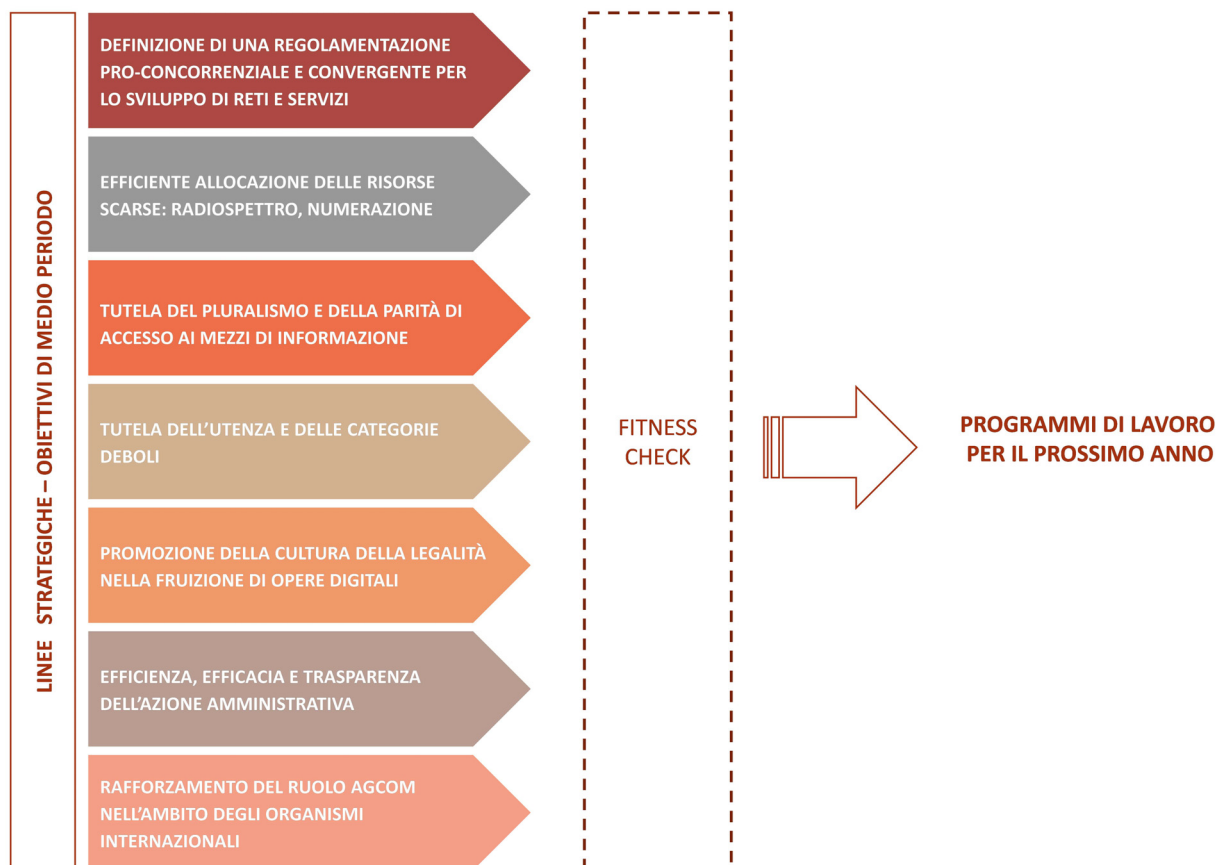 LINEE STRATEGICHE – OBIETTIVI DI MEDIO PERIODO
DEFINIZIONE DI UNA REGOLAMENTAZIONE
PRO-CONCORRENZIALE E CONVERGENTE PER
LO SVILUPPO DI RETI E SERVIZI
EFFICIENTE ALLOCAZIONE DELLE RISORSE
SCARSE: RADIOSPETTRO, NUMERAZIONE
TUTELA DEL PLURALISMO E DELLA PARITÀ DI
ACCESSO AI MEZZI DI INFORMAZIONE
TUTELA DELL’UTENZA E DELLE CATEGORIE
DEBOLI
PROMOZIONE DELLA CULTURA DELLA LEGALITÀ
NELLA FRUIZIONE DI OPERE DIGITALI
EFFICIENZA, EFFICACIA E TRASPARENZA
DELL’AZIONE AMMINISTRATIVA
RAFFORZAMENTO DEL RUOLO AGCOM
NELL’AMBITO DEGLI ORGANISMI
INTERNAZIONALI
FITNESS
CHECK
PROGRAMMI DI LAVORO
PER IL PROSSIMO ANNO